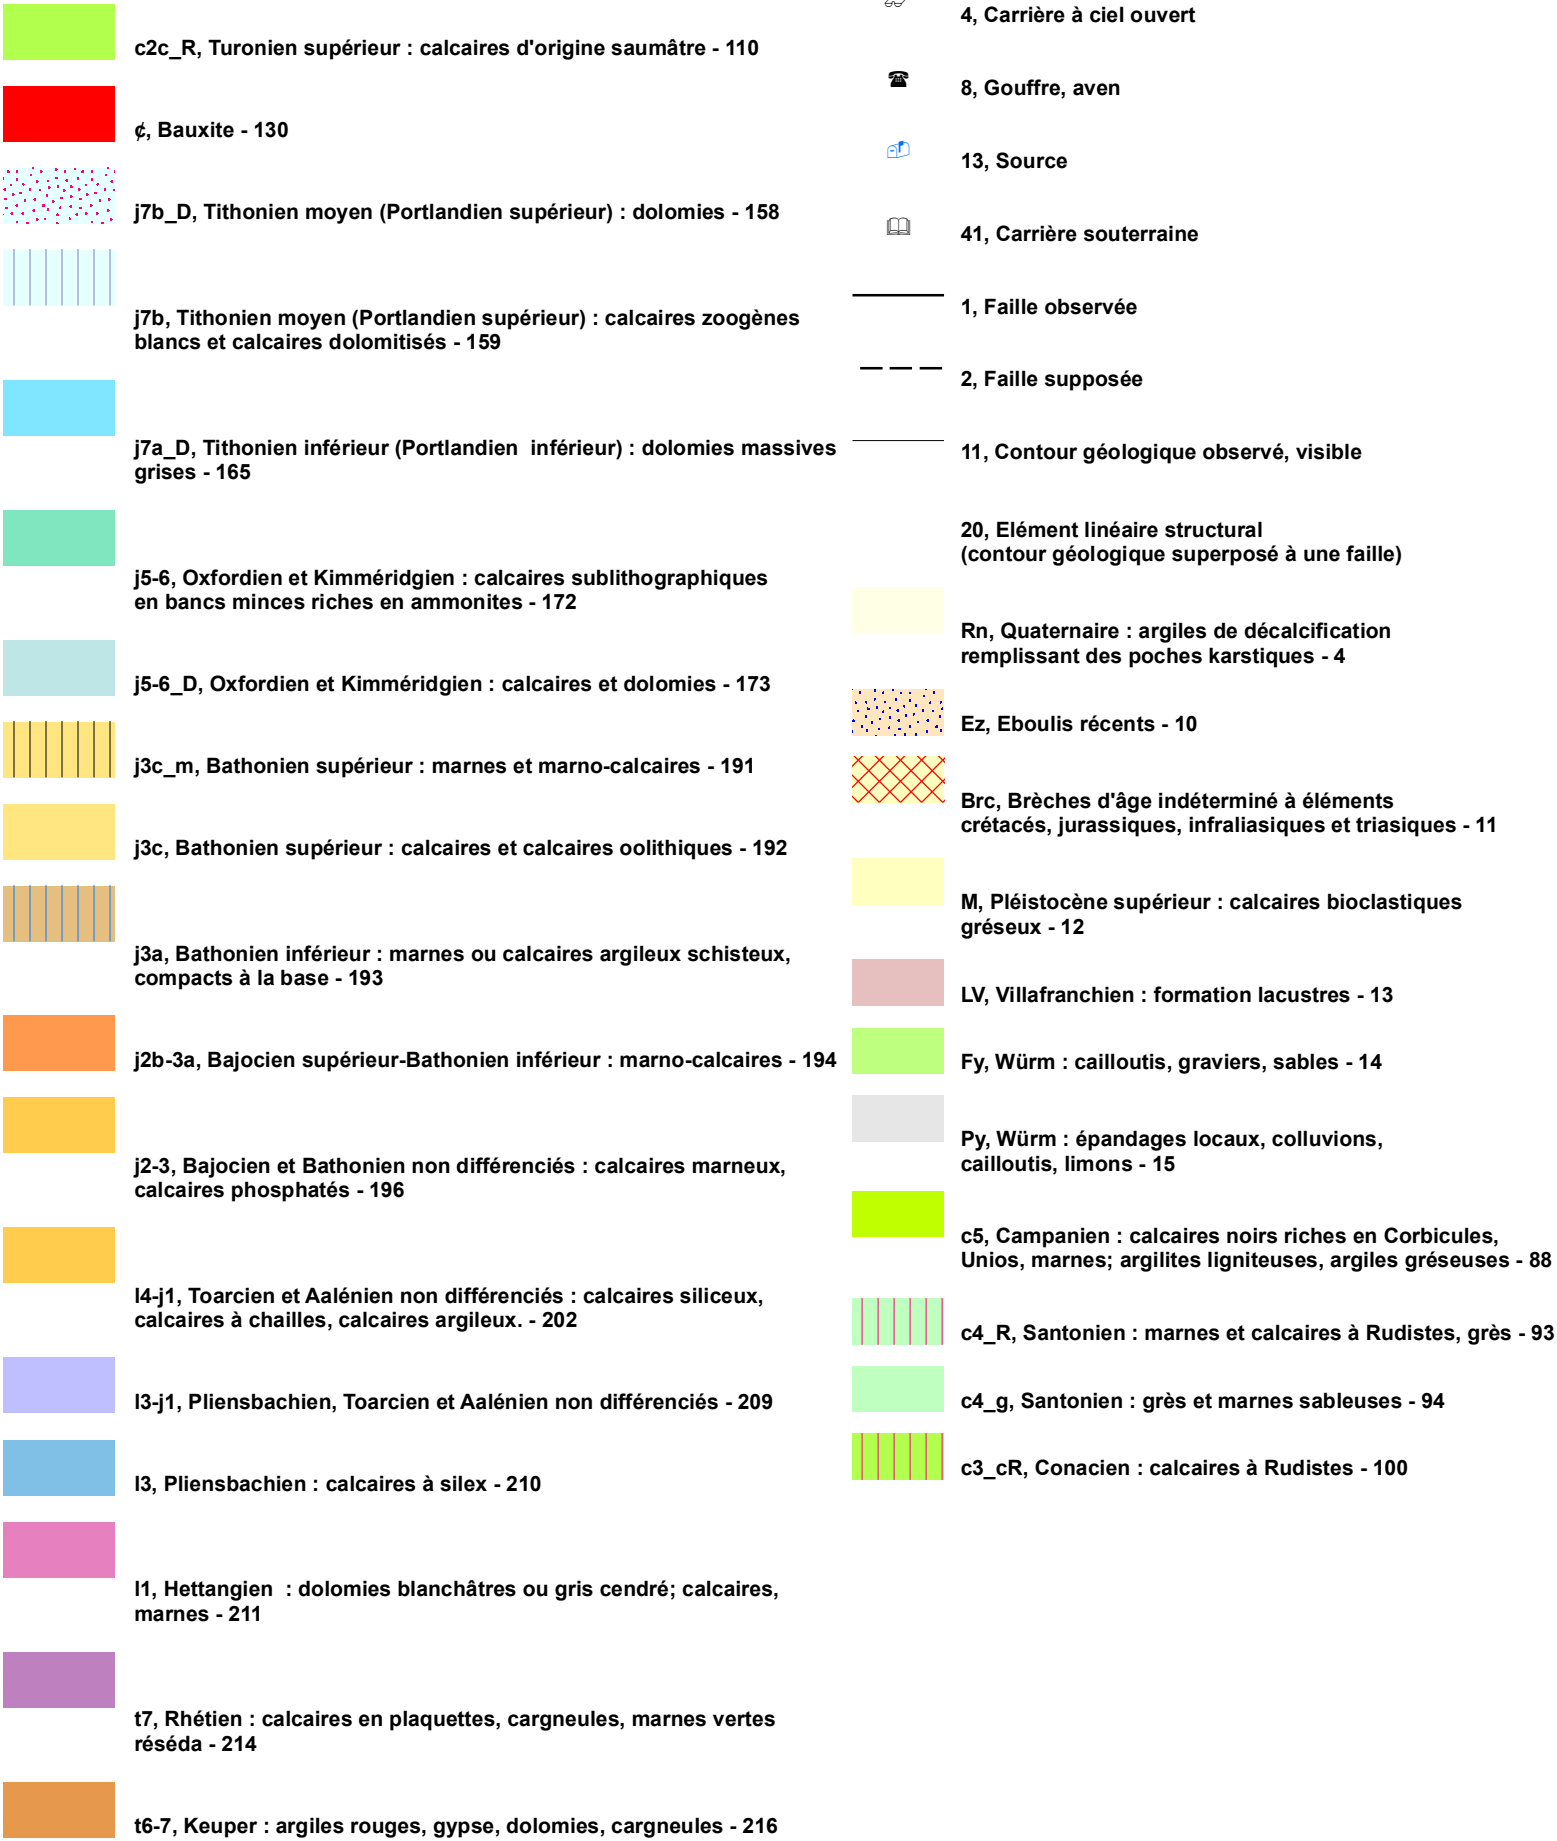 c2c_R, Turonien supérieur : calcaires d'origine saumâtre - 110
¢, Bauxite - 130
j7b_D, Tithonien moyen (Portlandien supérieur) : dolomies - 158
j7b, Tithonien moyen (Portlandien supérieur) : calcaires zoogènes
blancs et calcaires dolomitisés - 159
j7a_D, Tithonien inférieur (Portlandien  inférieur) : dolomies massives
grises - 165
j5-6, Oxfordien et Kimméridgien : calcaires sublithographiques
en bancs minces riches en ammonites - 172
j5-6_D, Oxfordien et Kimméridgien : calcaires et dolomies - 173
j3c_m, Bathonien supérieur : marnes et marno-calcaires - 191
j3c, Bathonien supérieur : calcaires et calcaires oolithiques - 192
j3a, Bathonien inférieur : marnes ou calcaires argileux schisteux,
compacts à la base - 193
j2b-3a, Bajocien supérieur-Bathonien inférieur : marno-calcaires - 194
j2-3, Bajocien et Bathonien non différenciés : calcaires marneux,
calcaires phosphatés - 196
l4-j1, Toarcien et Aalénien non différenciés : calcaires siliceux,
calcaires à chailles, calcaires argileux. - 202
l3-j1, Pliensbachien, Toarcien et Aalénien non différenciés - 209
l3, Pliensbachien : calcaires à silex - 210
l1, Hettangien  : dolomies blanchâtres ou gris cendré; calcaires,
marnes - 211
t7, Rhétien : calcaires en plaquettes, cargneules, marnes vertes
réséda - 214
t6-7, Keuper : argiles rouges, gypse, dolomies, cargneules - 216
4, Carrière à ciel ouvert
8, Gouffre, aven
13, Source
41, Carrière souterraine
1, Faille observée
2, Faille supposée
11, Contour géologique observé, visible
20, Elément linéaire structural
(contour géologique superposé à une faille)
Rn, Quaternaire : argiles de décalcification
remplissant des poches karstiques - 4
Ez, Eboulis récents - 10
Brc, Brèches d'âge indéterminé à éléments
crétacés, jurassiques, infraliasiques et triasiques - 11
M, Pléistocène supérieur : calcaires bioclastiques
gréseux - 12
LV, Villafranchien : formation lacustres - 13
Fy, Würm : cailloutis, graviers, sables - 14
Py, Würm : épandages locaux, colluvions,
cailloutis, limons - 15
c5, Campanien : calcaires noirs riches en Corbicules,
Unios, marnes; argilites ligniteuses, argiles gréseuses - 88
c4_R, Santonien : marnes et calcaires à Rudistes, grès - 93
c4_g, Santonien : grès et marnes sableuses - 94
c3_cR, Conacien : calcaires à Rudistes - 100